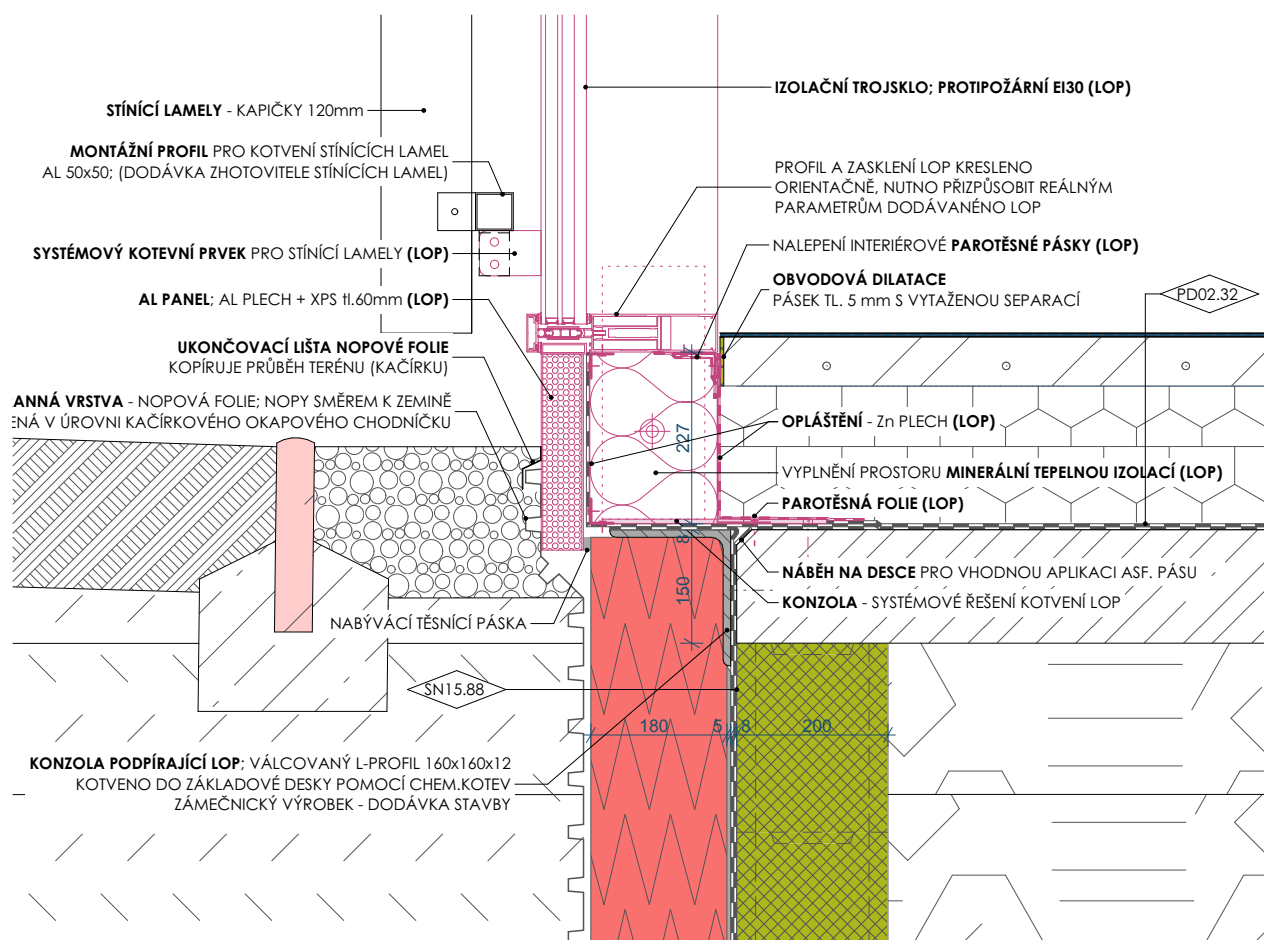 STÍNÍCÍ LAMELY - KAPIČKY 120mm
MONTÁŽNÍ PROFIL PRO KOTVENÍ STÍNÍCÍCH LAMEL
AL 50x50; (DODÁVKA ZHOTOVITELE STÍNÍCÍCH LAMEL)
SYSTÉMOVÝ KOTEVNÍ PRVEK PRO STÍNÍCÍ LAMELY (LOP)
AL PANEL; AL PLECH + XPS tl.60mm (LOP)
UKONČOVACÍ LIŠTA NOPOVÉ FOLIE
KOPÍRUJE PRŮBĚH TERÉNU (KAČÍRKU)
ANNÁ VRSTVA - NOPOVÁ FOLIE; NOPY SMĚREM K ZEMINĚ
ENÁ V ÚROVNI KAČÍRKOVÉHO OKAPOVÉHO CHODNÍČKU
NABÝVÁCÍ TĚSNÍCÍ PÁSKA
SN15.88
KONZOLA PODPÍRAJÍCÍ LOP; VÁLCOVANÝ L-PROFIL 160x160x12
KOTVENO DO ZÁKLADOVÉ DESKY POMOCÍ CHEM.KOTEV
ZÁMEČNICKÝ VÝROBEK - DODÁVKA STAVBY
IZOLAČNÍ TROJSKLO; PROTIPOŽÁRNÍ EI30 (LOP)
PROFIL A ZASKLENÍ LOP KRESLENO
ORIENTAČNĚ, NUTNO PŘIZPŮSOBIT REÁLNÝM
PARAMETRŮM DODÁVANÉHO LOP
NALEPENÍ INTERIÉROVÉ PAROTĚSNÉ PÁSKY (LOP)
OBVODOVÁ DILATACE
PÁSEK TL. 5 mm S VYTAŽENOU SEPARACÍ
PD02.32
OPLÁŠTĚNÍ - Zn PLECH (LOP)
VYPLNĚNÍ PROSTORU MINERÁLNÍ TEPELNOU IZOLACÍ (LOP)
PAROTĚSNÁ FOLIE (LOP)
NÁBĚH NA DESCE PRO VHODNOU APLIKACI ASF. PÁSU
KONZOLA - SYSTÉMOVÉ ŘEŠENÍ KOTVENÍ LOP
227
8
150
180
5
8
200